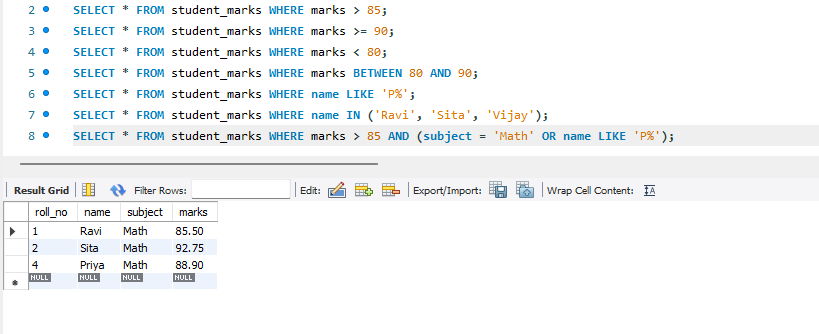 2 SELECT * FROM student_marks WHERE marks > 85;
3 SELECT * FROM student_marks WHERE marks >= 90;
4 SELECT * FROM student_marks WHERE marks < 80;
5 SELECT * FROM student_marks WHERE marks BETWEEN 80 AND 90;
6 SELECT * FROM student_marks WHERE name LIKE 'P%';
7 SELECT * FROM student_marks WHERE name IN ('Ravi', 'Sita', 'Vijay');
8 SELECT * FROM student_marks WHERE marks > 85 AND (subject = 'Math' OR name LIKE 'P%');
Result Grid Filter Rows: Edit: Export/Import: Wrap Cell Content:
roll_no name subject marks
1 Ravi Math 85.50
2 Sita Math 92.75
4 Priya Math 88.90
NULL NULL NULL NULL